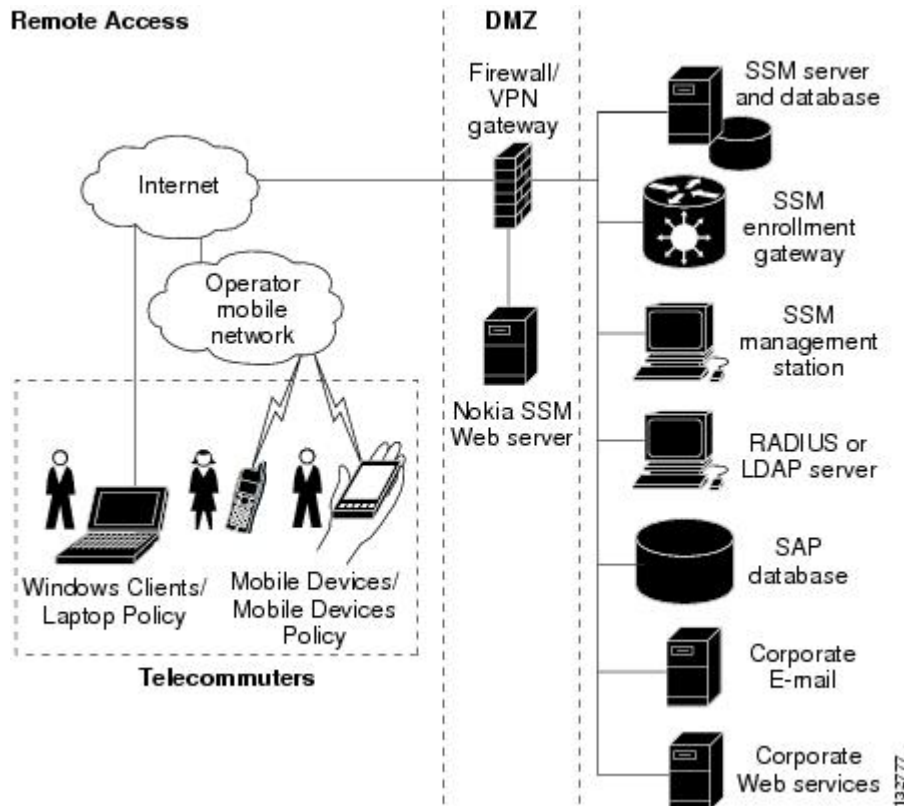 Remote Access
DMZ
Firewall/
VPN
gateway
SSM server
and database
Internet
SSM
enrollment
gateway
Operator
mobile
network
SSM
management
station
Nokia SSM
Web server
RADIUS or
LDAP server
Windows Clients/
Laptop Policy
Mobile Devices/
Mobile Devices
Policy
SAP
database
Telecommuters
Corporate
E-mail
Corporate
Web services
132777